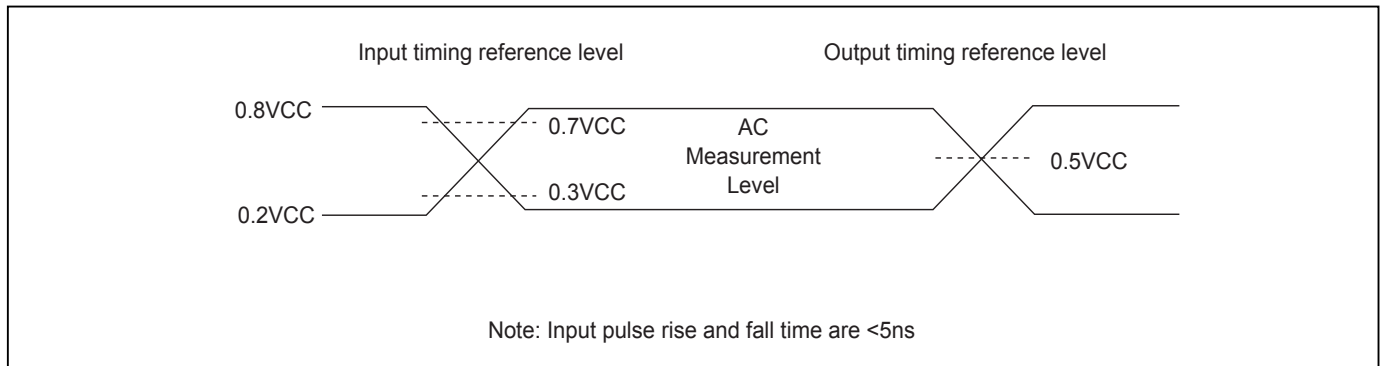 Input timing reference level
Output timing reference level
0.8VCC
0.7VCC
AC
Measurement
Level
0.5VCC
0.3VCC
0.2VCC
Note: Input pulse rise and fall time are <5ns